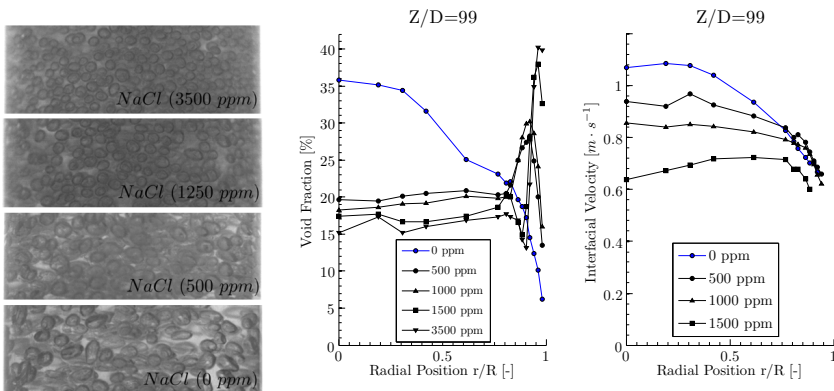 NaCl (3500 ppm)
NaCl (1250 ppm)
NaCl (500 ppm)
NaCl (0 ppm)
Z/D=99
Void Fraction [%]
40
35
30
25
20
15
10
5
0
0 ppm
500 ppm
1000 ppm
1500 ppm
3500 ppm
0
0.5
1
Radial Position r/R [-]
Z/D=99
Interfacial Velocity [m · s⁻¹]
1
0.8
0.6
0.4
0.2
0
0 ppm
500 ppm
1000 ppm
1500 ppm
0
0.5
1
Radial Position r/R [-]